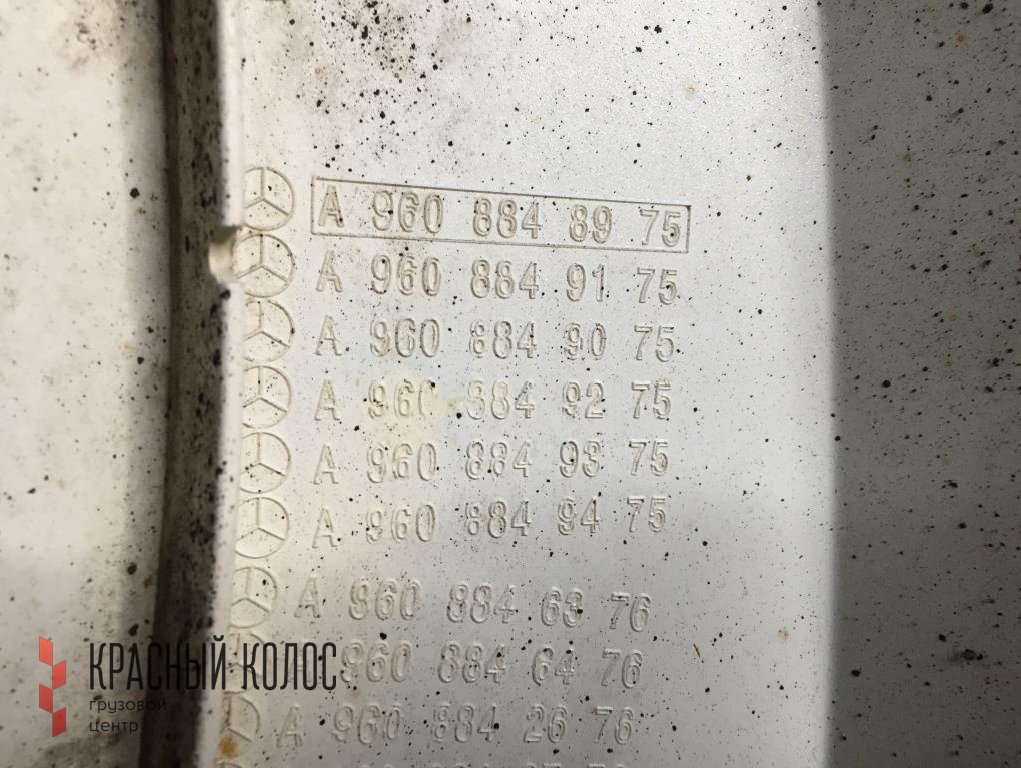 A 960 884 89 75
A 960 884 91 75
A 960 884 90 75
A 960 884 92 75
A 960 884 93 75
A 960 884 94 75
A 960 884 63 76
960 884 64 76
A 960 884 26 76
КРАСНЫЙ КОЛОС
грузовой
центр